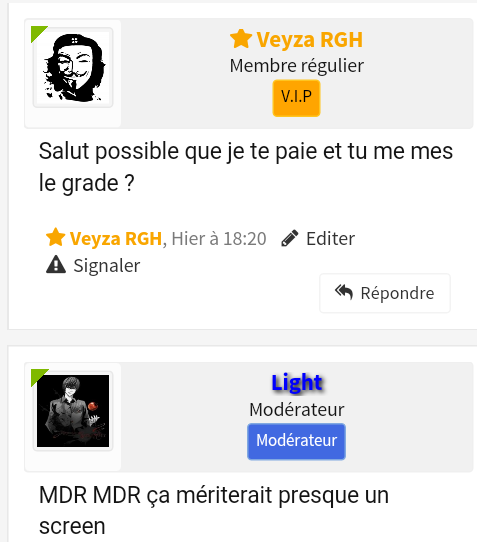 Veyza RGH
Membre régulier
V.I.P
Salut possible que je te paie et tu me mes
le grade ?
Veyza RGH, Hier à 18:20 Editer
Signaler
Répondre
Light
Modérateur
Modérateur
MDR MDR ça mériterait presque un
screen